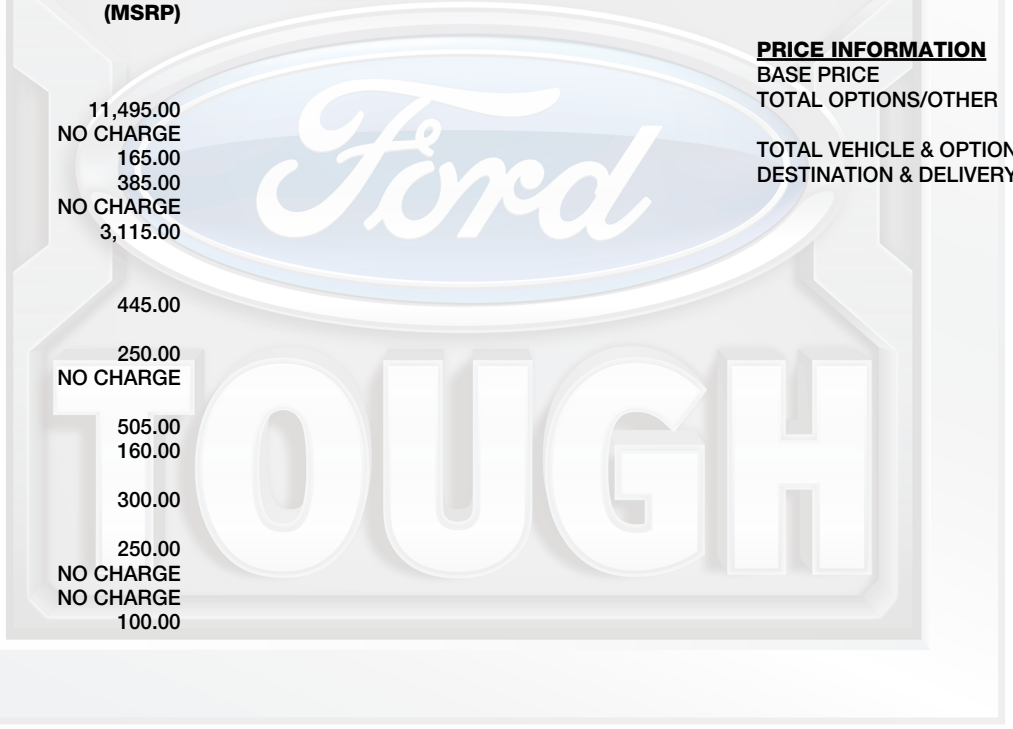 (MSRP)
11,495.00
NO CHARGE
165.00
385.00
NO CHARGE
3,115.00
445.00
250.00
NO CHARGE
505.00
160.00
300.00
250.00
NO CHARGE
NO CHARGE
100.00
PRICE INFORMATION
BASE PRICE
TOTAL OPTIONS/OTHER
TOTAL VEHICLE & OPTION
DESTINATION & DELIVERY
Ford
TOUGH